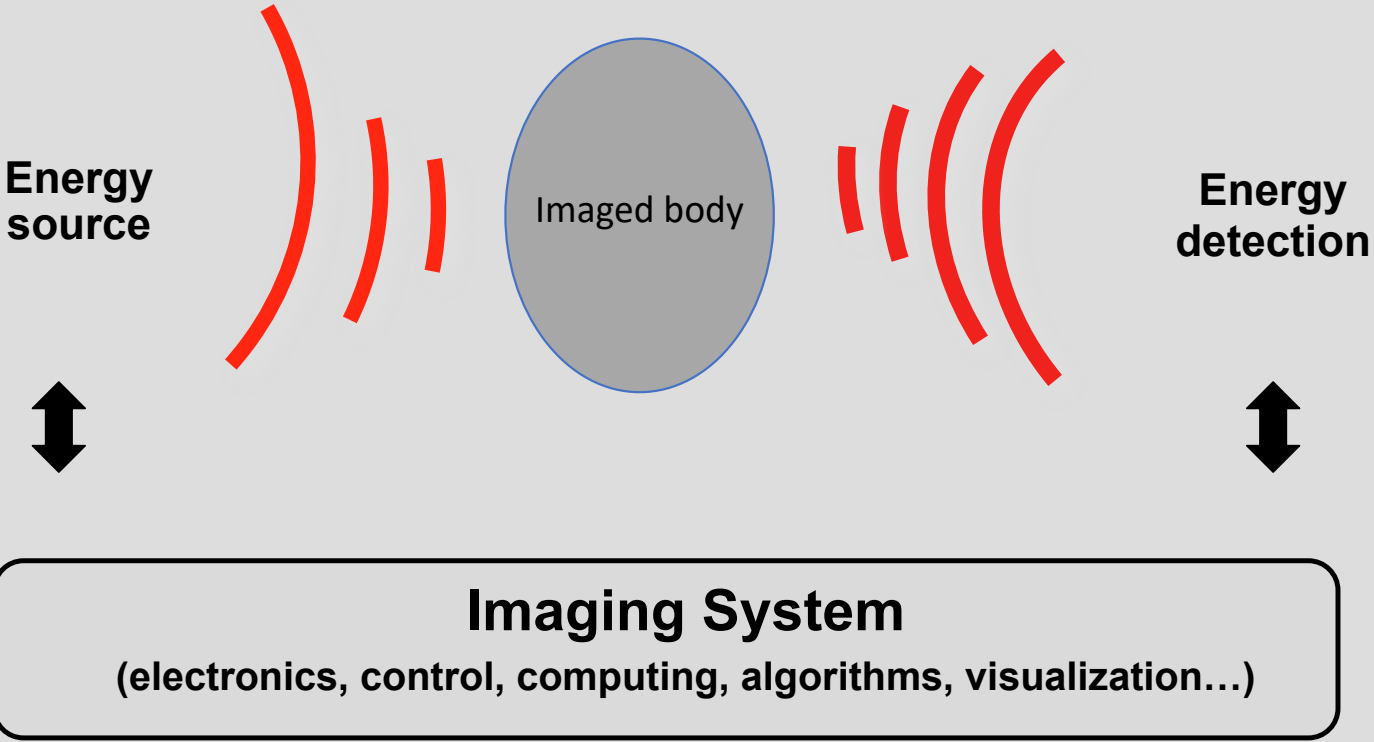 Energy
source
Imaged body
Energy
detection
Imaging System
(electronics, control, computing, algorithms, visualization…)